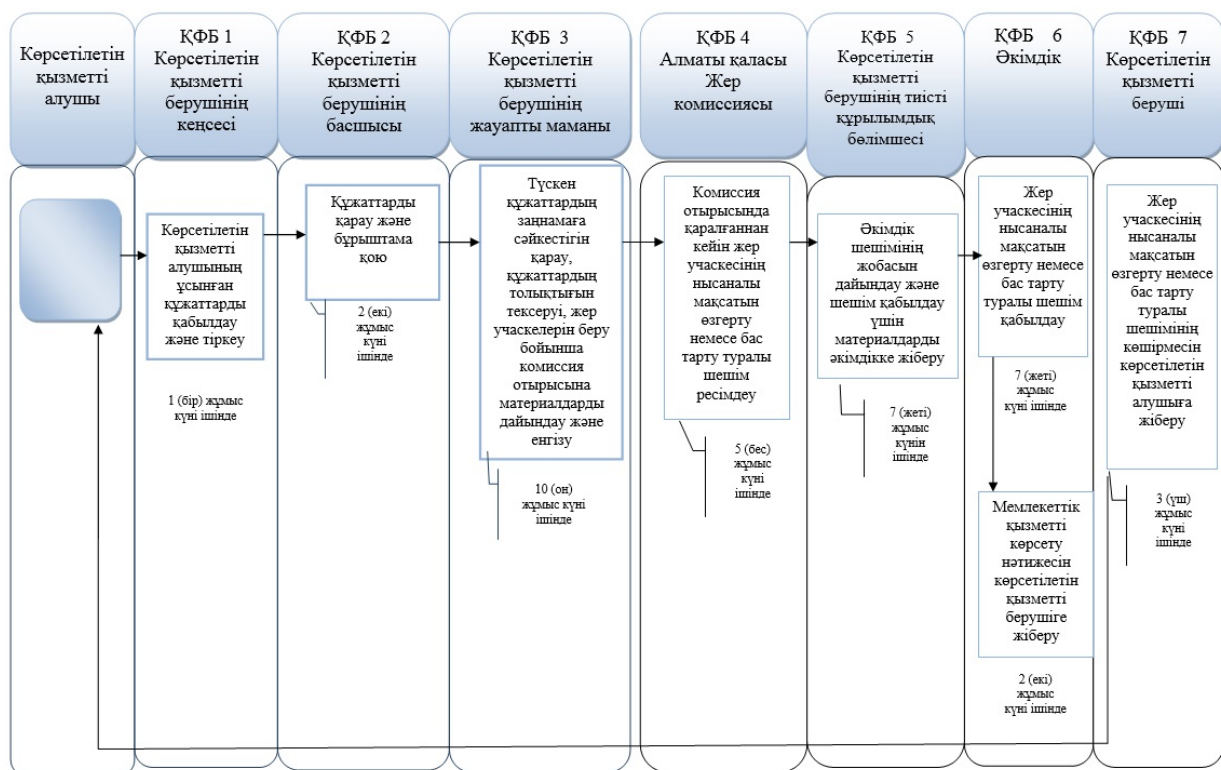 Көрсетілетін
қызметті
алушы
ҚФБ 1
Көрсетілетін
қызметті
берушінің
кеңсесі
ҚФБ 2
Көрсетілетін
қызметті
берушінің
басшысы
ҚФБ 3
Көрсетілетін
қызметті
берушінің
жауапты маманы
ҚФБ 4
Алматы қаласы
Жер
комиссиясы
ҚФБ 5
Көрсетілетін
қызметті
берушінің тиісті
құрылымдық
бөлімшесі
ҚФБ 6
Әкімдік
ҚФБ 7
Көрсетілетін
қызметті
беруші
Көрсетілетін
қызметті
алушының
ұсынған
құжаттарды
қабылдау
және тіркеу
1 (бір) жұмыс
күні ішінде
Құжаттарды
қарау және
бұрыштама
қою
2 (екі)
жұмыс
күні
ішінде
Түскен
құжаттардың
заңнамаға
сәйкестігін
қарау,
құжаттардың
толықтығын
тексеруі, жер
учаскелерін беру
бойынша
комиссия
отырысына
материалдарды
дайындау және
енгізу
10 (он)
жұмыс күні
ішінде
Комиссия
отырысында
қаралғаннан
кейін жер
учаскесінің
нысаналы
мақсатын
өзгерту
немесе бас
тарту туралы
шешім
ресімдеу
5 (бес)
жұмыс
күні
ішінде
Әкімдік
шешімінің
жобасын
дайындау және
шешім қабылдау
үшін
материалдарды
әкімдікке жіберу
7 (жеті)
жұмыс
күнін
ішінде
Жер
учаскесінің
нысаналы
мақсатын
өзгерту немесе
бас тарту
туралы шешім
қабылдау
7 (жеті)
жұмыс
күні ішінде
Мемлекеттік
қызметті
көрсету
нәтижесін
көрсетілетін
қызметті
берушіге
жіберу
2 (екі)
жұмыс
күні ішінде
Жер
учаскесінің
нысаналы
мақсатын
өзгерту немесе
бас тарту
туралы
шешімінің
көшірмесін
көрсетілетін
қызметті
алушыға
жіберу
3 (үш)
жұмыс
күні
ішінде